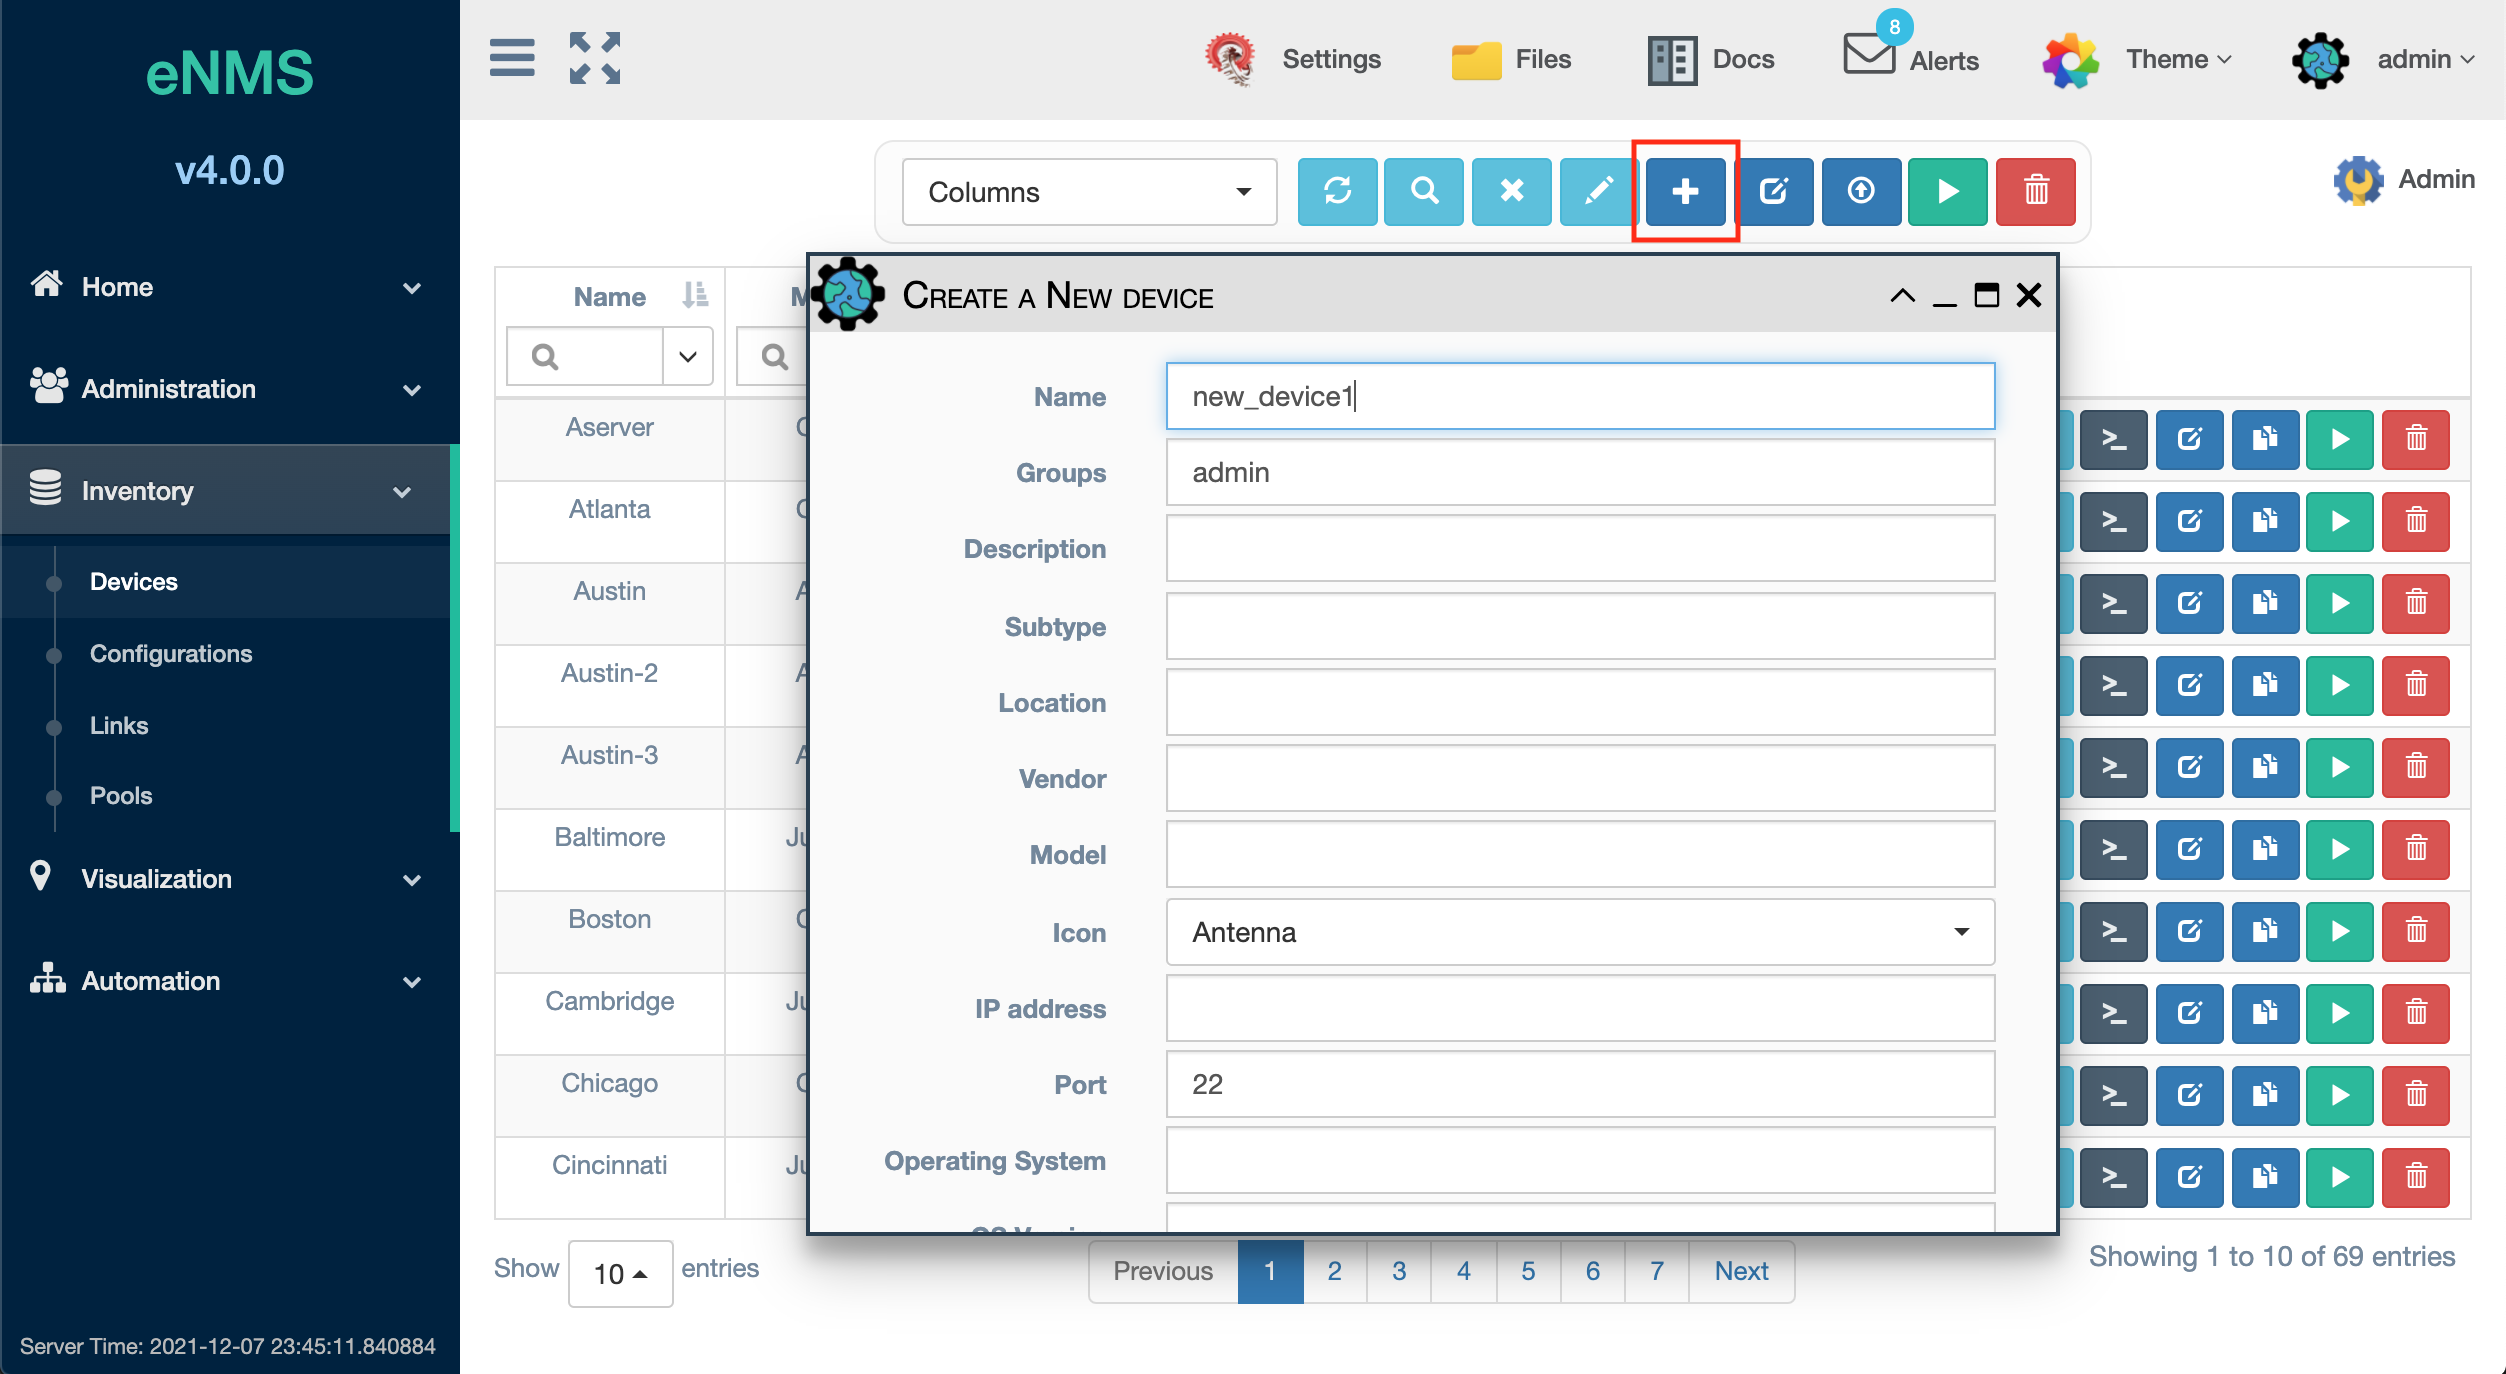 eNMS
v4.0.0
Home
Administration
Inventory
Devices
Configurations
Links
Pools
Visualization
Automation
Server Time: 2021-12-07 23:45:11.840884
Settings
Files
Docs
8
Alerts
Theme
admin
Columns
Admin
Name
Aserver
Atlanta
Austin
Austin-2
Austin-3
Baltimore
Boston
Cambridge
Chicago
Cincinnati
Create a New device
Name new_device1
Groups admin
Description
Subtype
Location
Vendor
Model
Icon Antenna
IP address
Port 22
Operating System
Show 10 entries
Previous 1 2 3 4 5 6 7 Next
Showing 1 to 10 of 69 entries